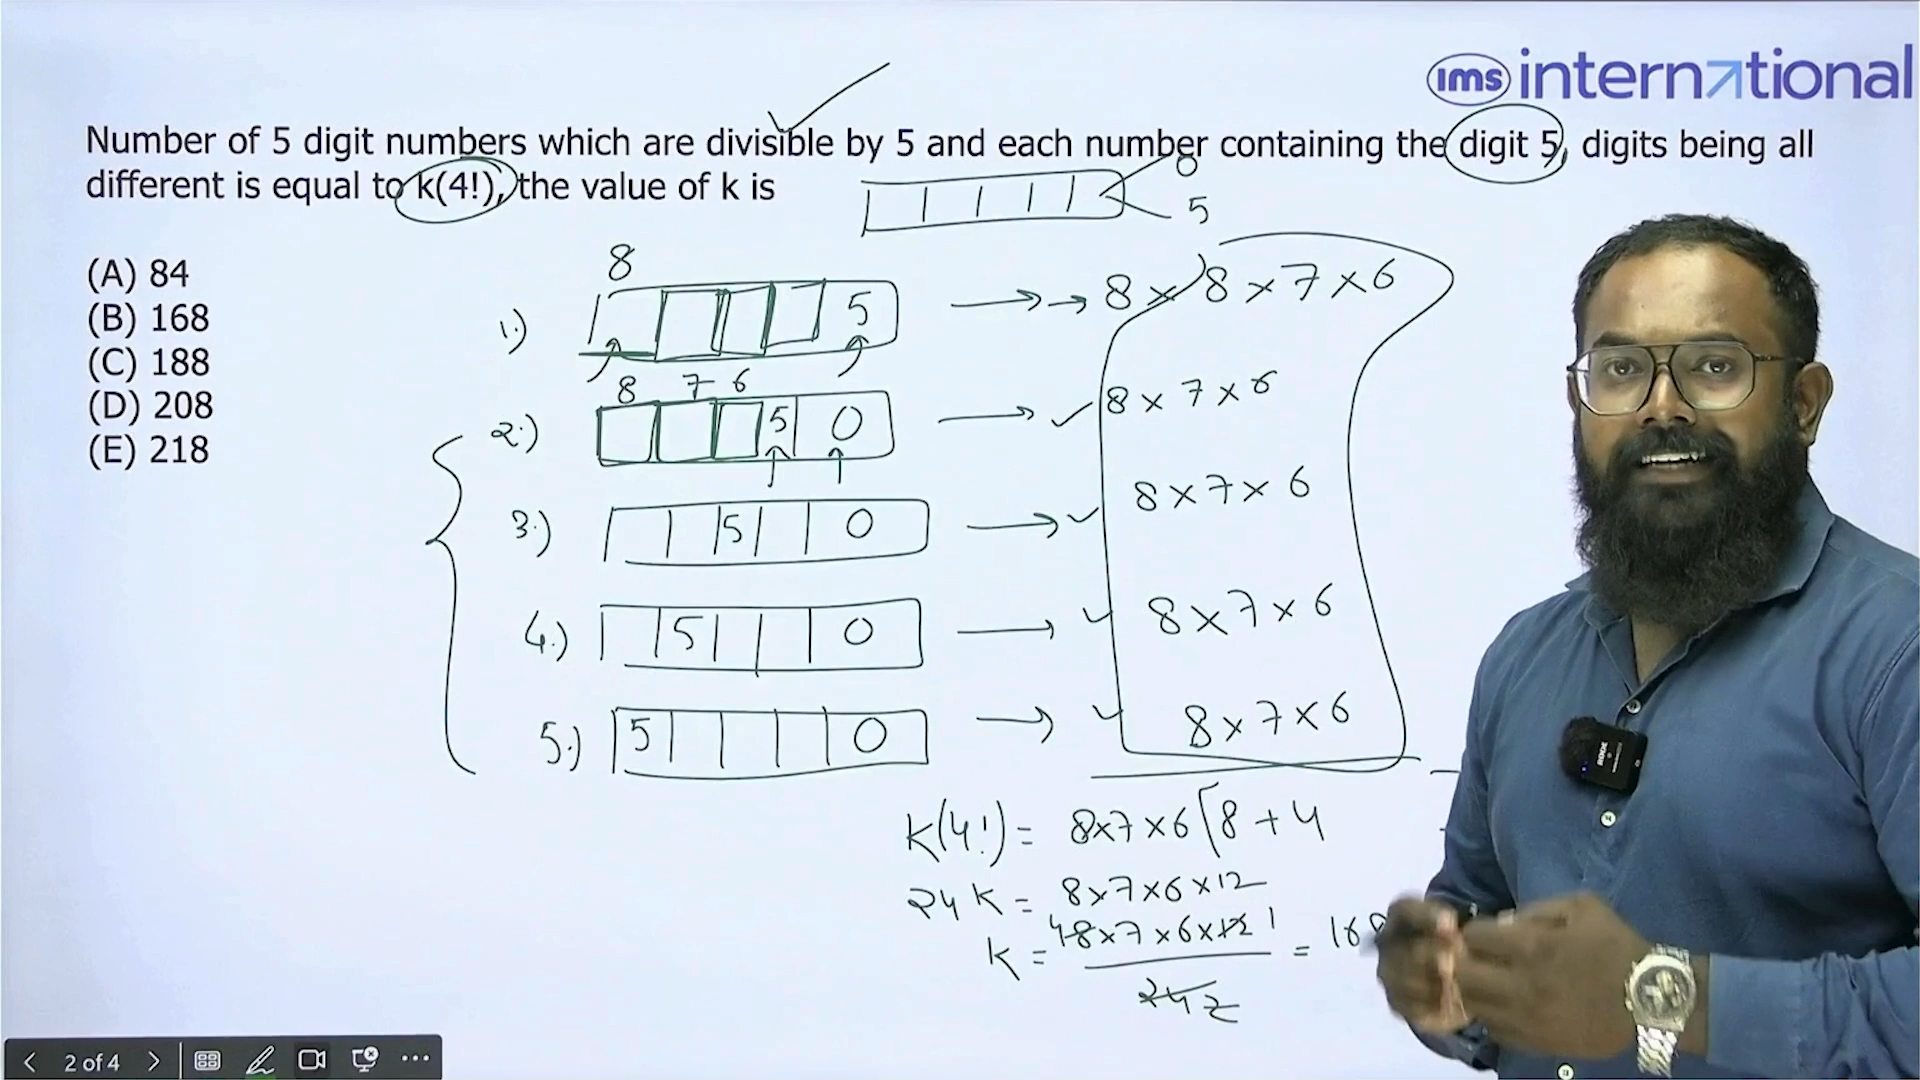 ims international
Number of 5 digit numbers which are divisible by 5 and each number containing the digit 5, digits being all
different is equal to k(4!), the value of k is
0
5
(A) 84
(B) 168
(C) 188
(D) 208
(E) 218
8
1.) 5 → → 8 × 8 × 7 × 6
8 7 6
2.) 5 0 → ✓ 8 × 7 × 6
3.) 5 0 → ✓ 8 × 7 × 6
4.) 5 0 → ✓ 8 × 7 × 6
5.) 5 0 → ✓ 8 × 7 × 6
K(4!) = 8×7×6 [8 + 4
24 K = 8×7×6×12
K = 48×7×6×12 1 = 168
24 2
RODE
2 of 4